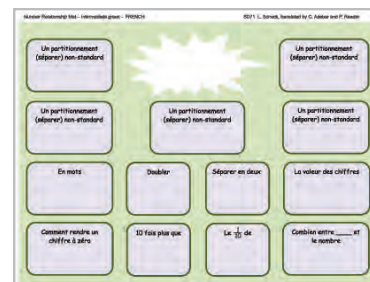 Number Relationship Mat - Intermediate grades - FRENCH
Un partitionnement
(séparer) non-standard
Un partitionnement
(séparer) non-standard
Un partitionnement
(séparer) non-standard
Un partitionnement
(séparer) non-standard
Un partitionnement
(séparer) non-standard
En mots
Doubler
Séparer en deux
La valeur des chiffres
Comment rendre un
chiffre à zéro
10 fois plus que
Le 1/10 de
Combien entre ____ et
le nombre